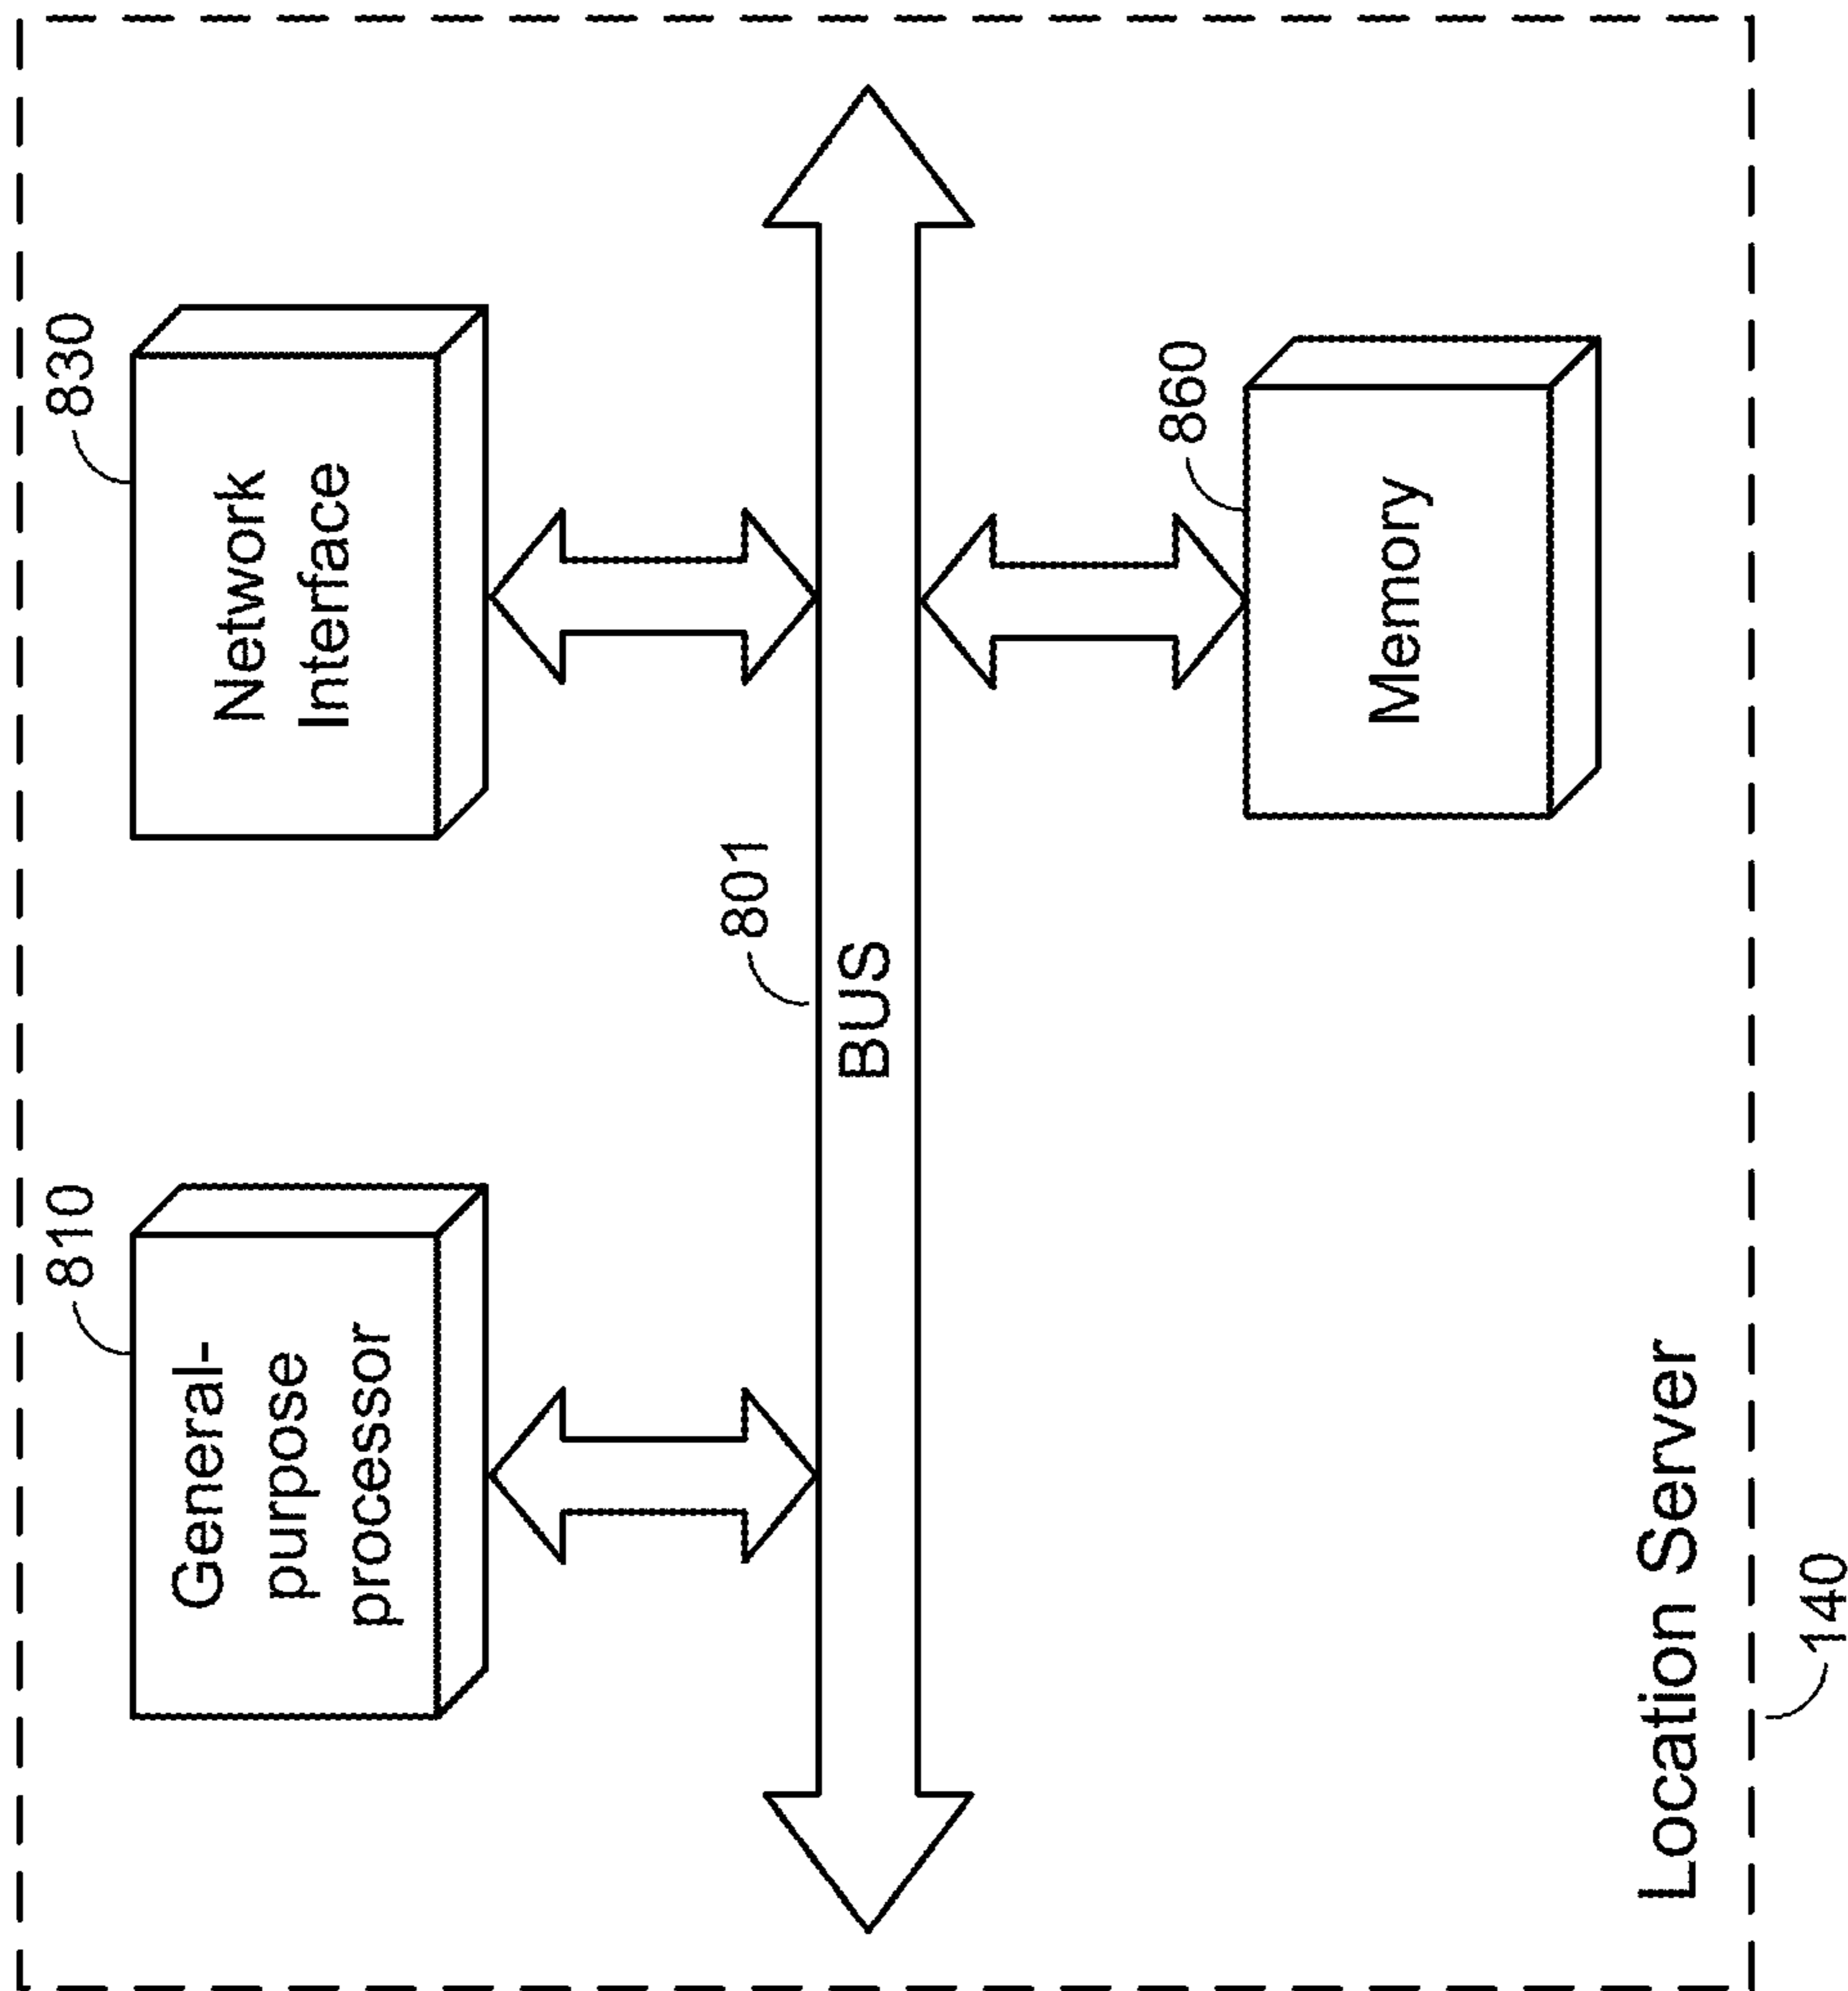 810
830
General-
purpose
processor
Network
Interface
801
BUS
860
Memory
Location Server
140